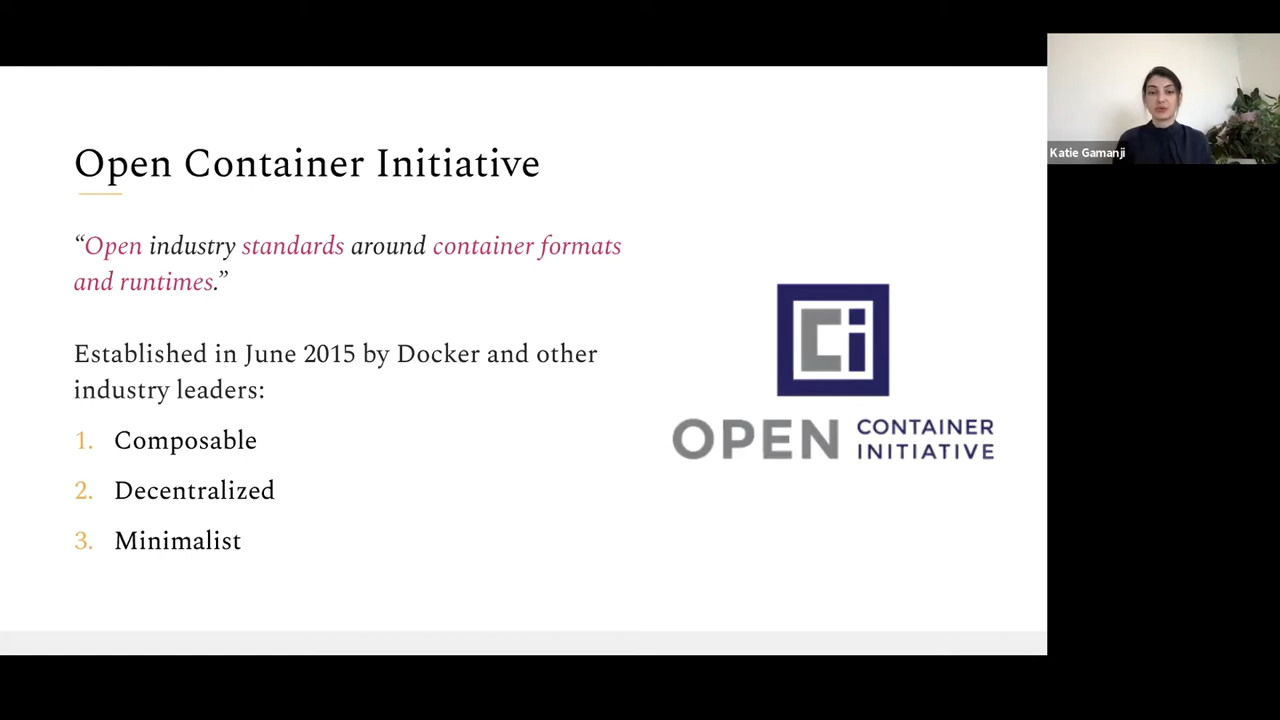 Open Container Initiative
“Open industry standards around container formats
and runtimes.”
Established in June 2015 by Docker and other
industry leaders:
1. Composable
2. Decentralized
3. Minimalist
Ci
OPEN CONTAINER
INITIATIVE
Katie Gamanji